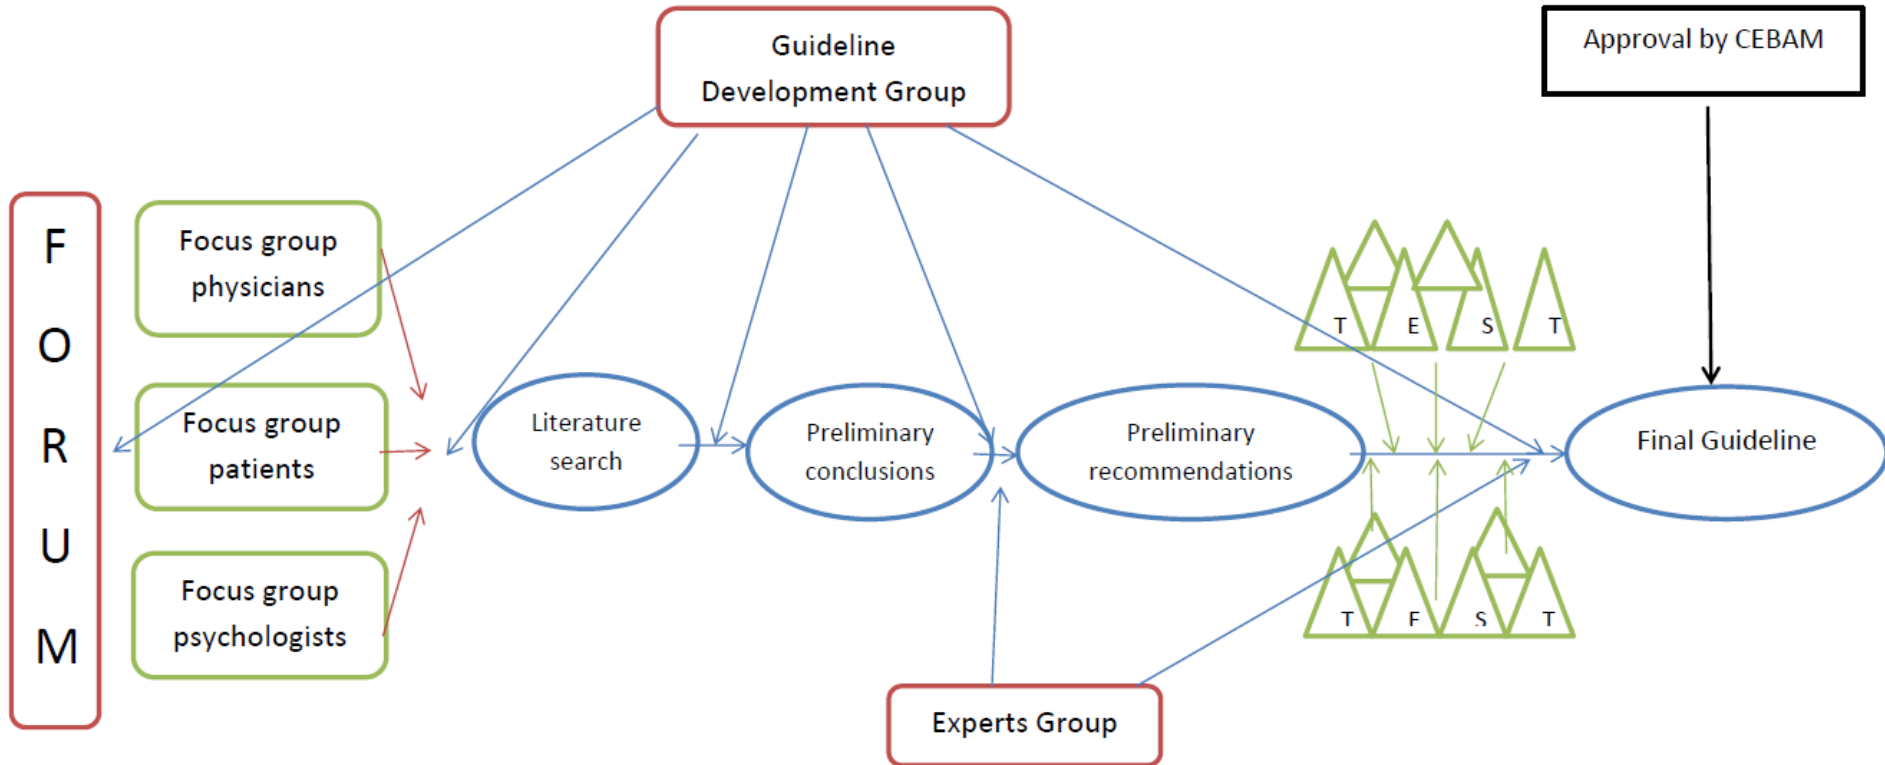 Guideline
Development Group
Approval by CEBAM
F
O
R
U
M
Focus group
physicians
Focus group
patients
Focus group
psychologists
Literature
search
Preliminary
conclusions
Preliminary
recommendations
T E S T
Final Guideline
T E S T
Experts Group